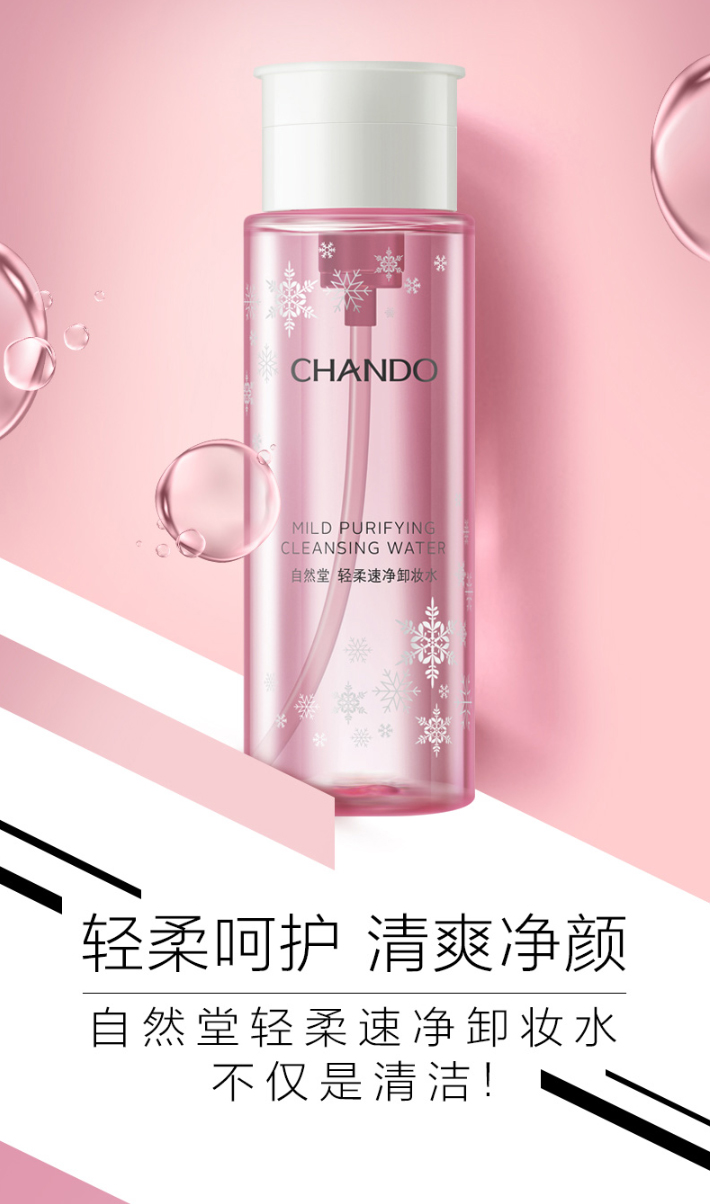 CHANDO
MILD PURIFYING
CLEANSING WATER
自然堂 轻柔速净卸妆水
轻柔呵护 清爽净颜
自然堂轻柔速净卸妆水
不仅是清洁!